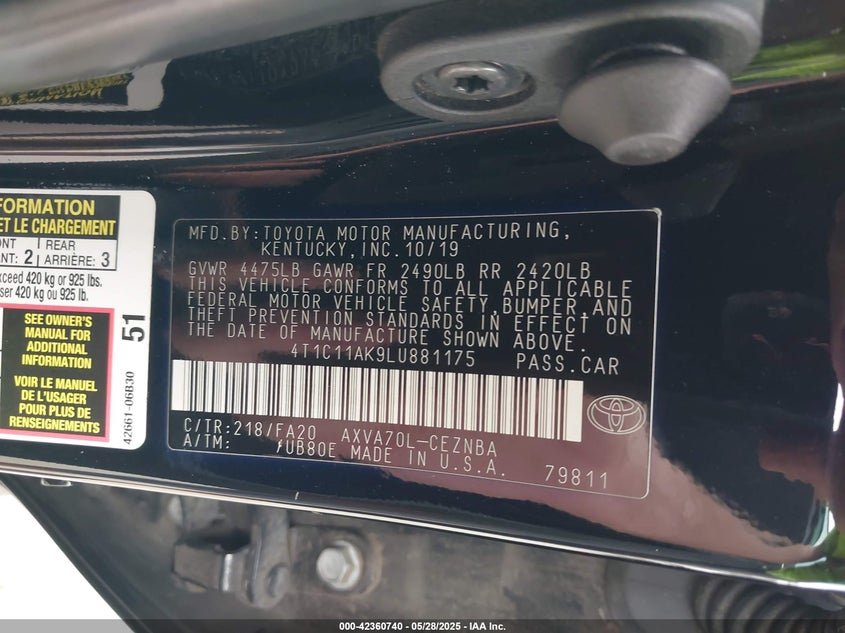 FORMATION
ET LE CHARGEMENT
NT | REAR
ANT: 2 | ARRIÈRE: 3
xceed 420 kg or 925 lbs.
ser 420 kg ou 925 lb.
SEE OWNER'S
MANUAL FOR
ADDITIONAL
INFORMATION
VOIR LE MANUEL
DE L'USAGER
POUR PLUS DE
RENSEIGNEMENTS
51
42661-06B30
MFD.BY:TOYOTA MOTOR MANUFACTURING,
KENTUCKY,INC.10/19
GVWR 4475LB GAWR FR 2490LB RR 2420LB
THIS VEHICLE CONFORMS TO ALL APPLICABLE
FEDERAL MOTOR VEHICLE SAFETY,BUMPER,AND
THEFT PREVENTION STANDARDS IN EFFECT ON
THE DATE OF MANUFACTURE SHOWN ABOVE.
4T1C11AK9LU881175 PASS.CAR
C/TR:218/FA20 AXVA70L-CEZNBA
A/TM: /UB80E MADE IN U.S.A. 79811
000-42360740 - 05/28/2025 - IAA Inc.